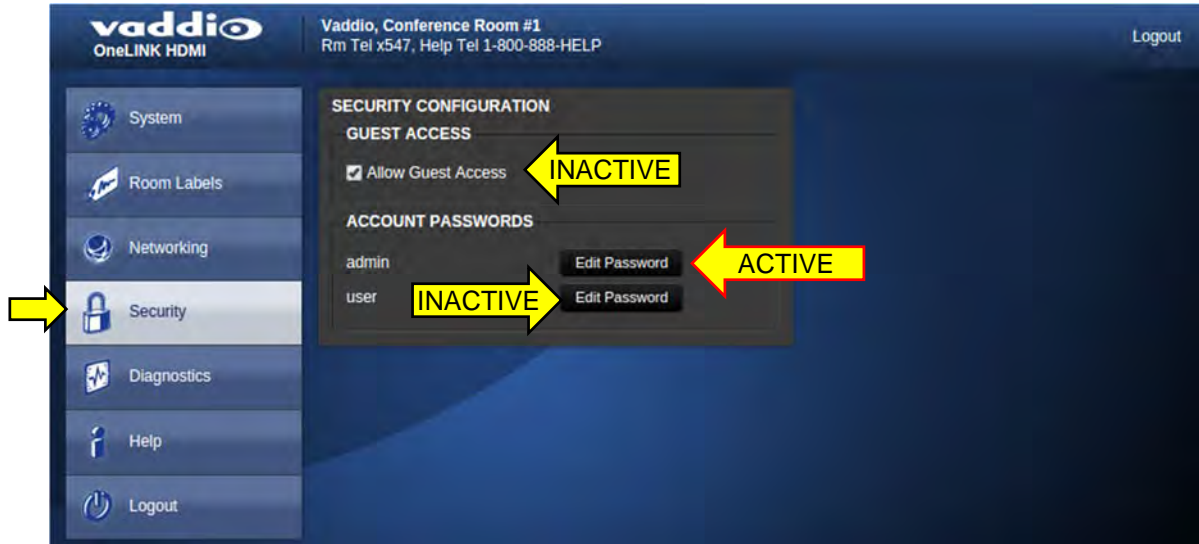 vaddio
OneLINK HDMI
Vaddio, Conference Room #1
Rm Tel x547, Help Tel 1-800-888-HELP
Logout
System
Room Labels
Networking
Security
Diagnostics
Help
Logout
SECURITY CONFIGURATION
GUEST ACCESS
Allow Guest Access INACTIVE
ACCOUNT PASSWORDS
admin Edit Password ACTIVE
user INACTIVE Edit Password